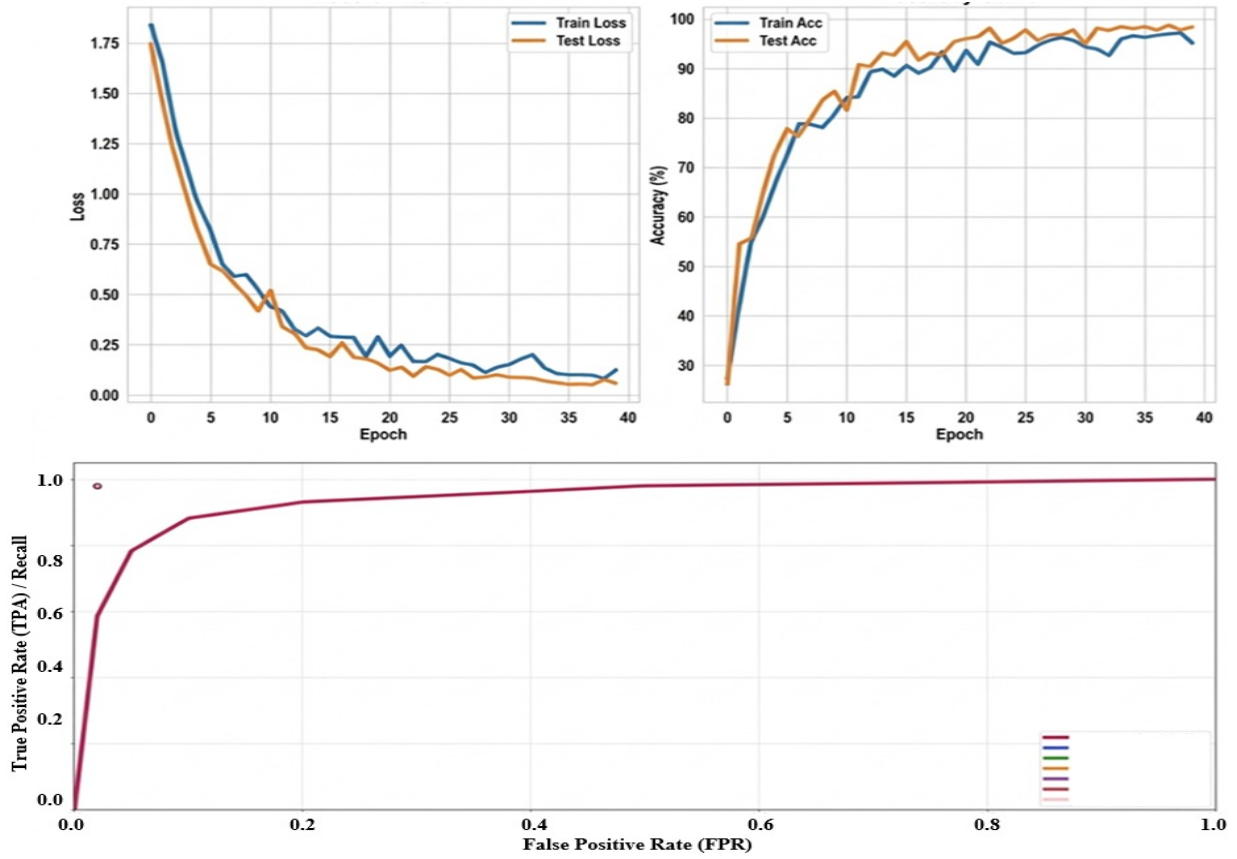 Train Loss
Test Loss
1.75
1.50
1.25
1.00
0.75
0.50
0.25
0.00
Loss
0 5 10 15 20 25 30 35 40
Epoch
Train Acc
Test Acc
100
90
80
70
60
50
40
30
Accuracy (%)
0 5 10 15 20 25 30 35 40
Epoch
1.0
0.8
0.6
0.4
0.2
0.0
True Positive Rate (TPA) / Recall
0.0 0.2 0.4 0.6 0.8 1.0
False Positive Rate (FPR)